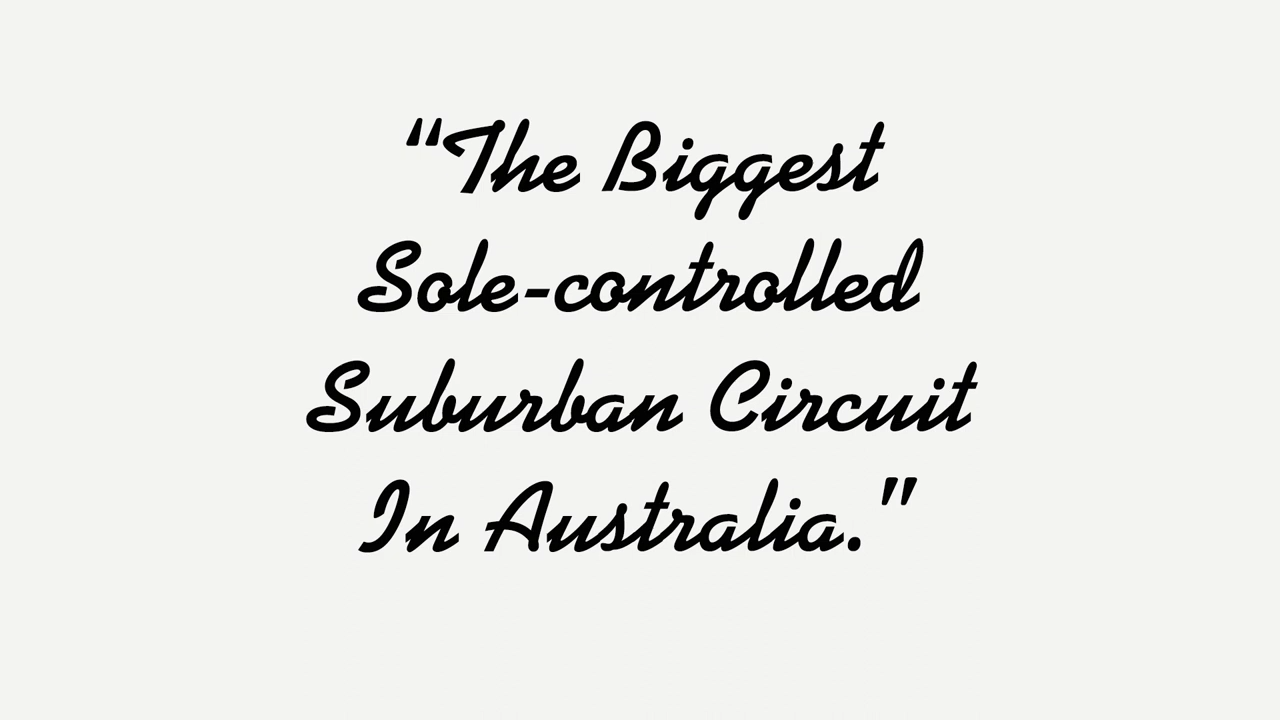 “The Biggest
Sole-controlled
Suburban Circuit
In Australia.”